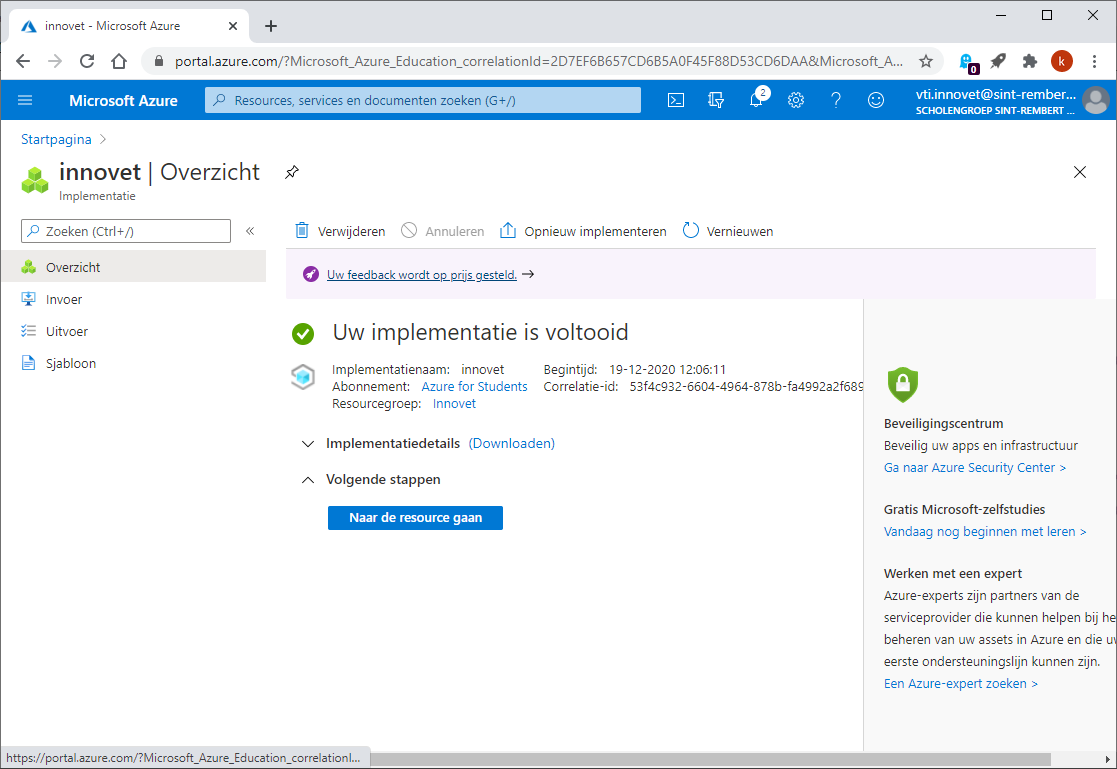 innovet - Microsoft Azure
portal.azure.com/?Microsoft_Azure_Education_correlationId=2D7EF6B657CD6B5A0F45F88D53CD6DAA&Microsoft_A...
0
k
Microsoft Azure
Resources, services en documenten zoeken (G+/)
2
vti.innovet@sint-rember...
SCHOLENGROEP SINT-REMBERT ...
Startpagina
innovet | Overzicht
Implementatie
Zoeken (Ctrl+/)
«
Verwijderen
Annuleren
Opnieuw implementeren
Vernieuwen
Overzicht
Invoer
Uitvoer
Sjabloon
Uw feedback wordt op prijs gesteld. →
Uw implementatie is voltooid
Implementatienaam: innovet
Begintijd: 19-12-2020 12:06:11
Abonnement: Azure for Students
Correlatie-id: 53f4c932-6604-4964-878b-fa4992a2f689
Resourcegroep: Innovet
Implementatiedetails (Downloaden)
Volgende stappen
Naar de resource gaan
Beveiligingscentrum
Beveilig uw apps en infrastructuur
Ga naar Azure Security Center >
Gratis Microsoft-zelfstudies
Vandaag nog beginnen met leren >
Werken met een expert
Azure-experts zijn partners van de
serviceprovider die kunnen helpen bij he
beheren van uw assets in Azure en die uw
eerste ondersteuningslijn kunnen zijn.
Een Azure-expert zoeken >
https://portal.azure.com/?Microsoft_Azure_Education_correlationI...